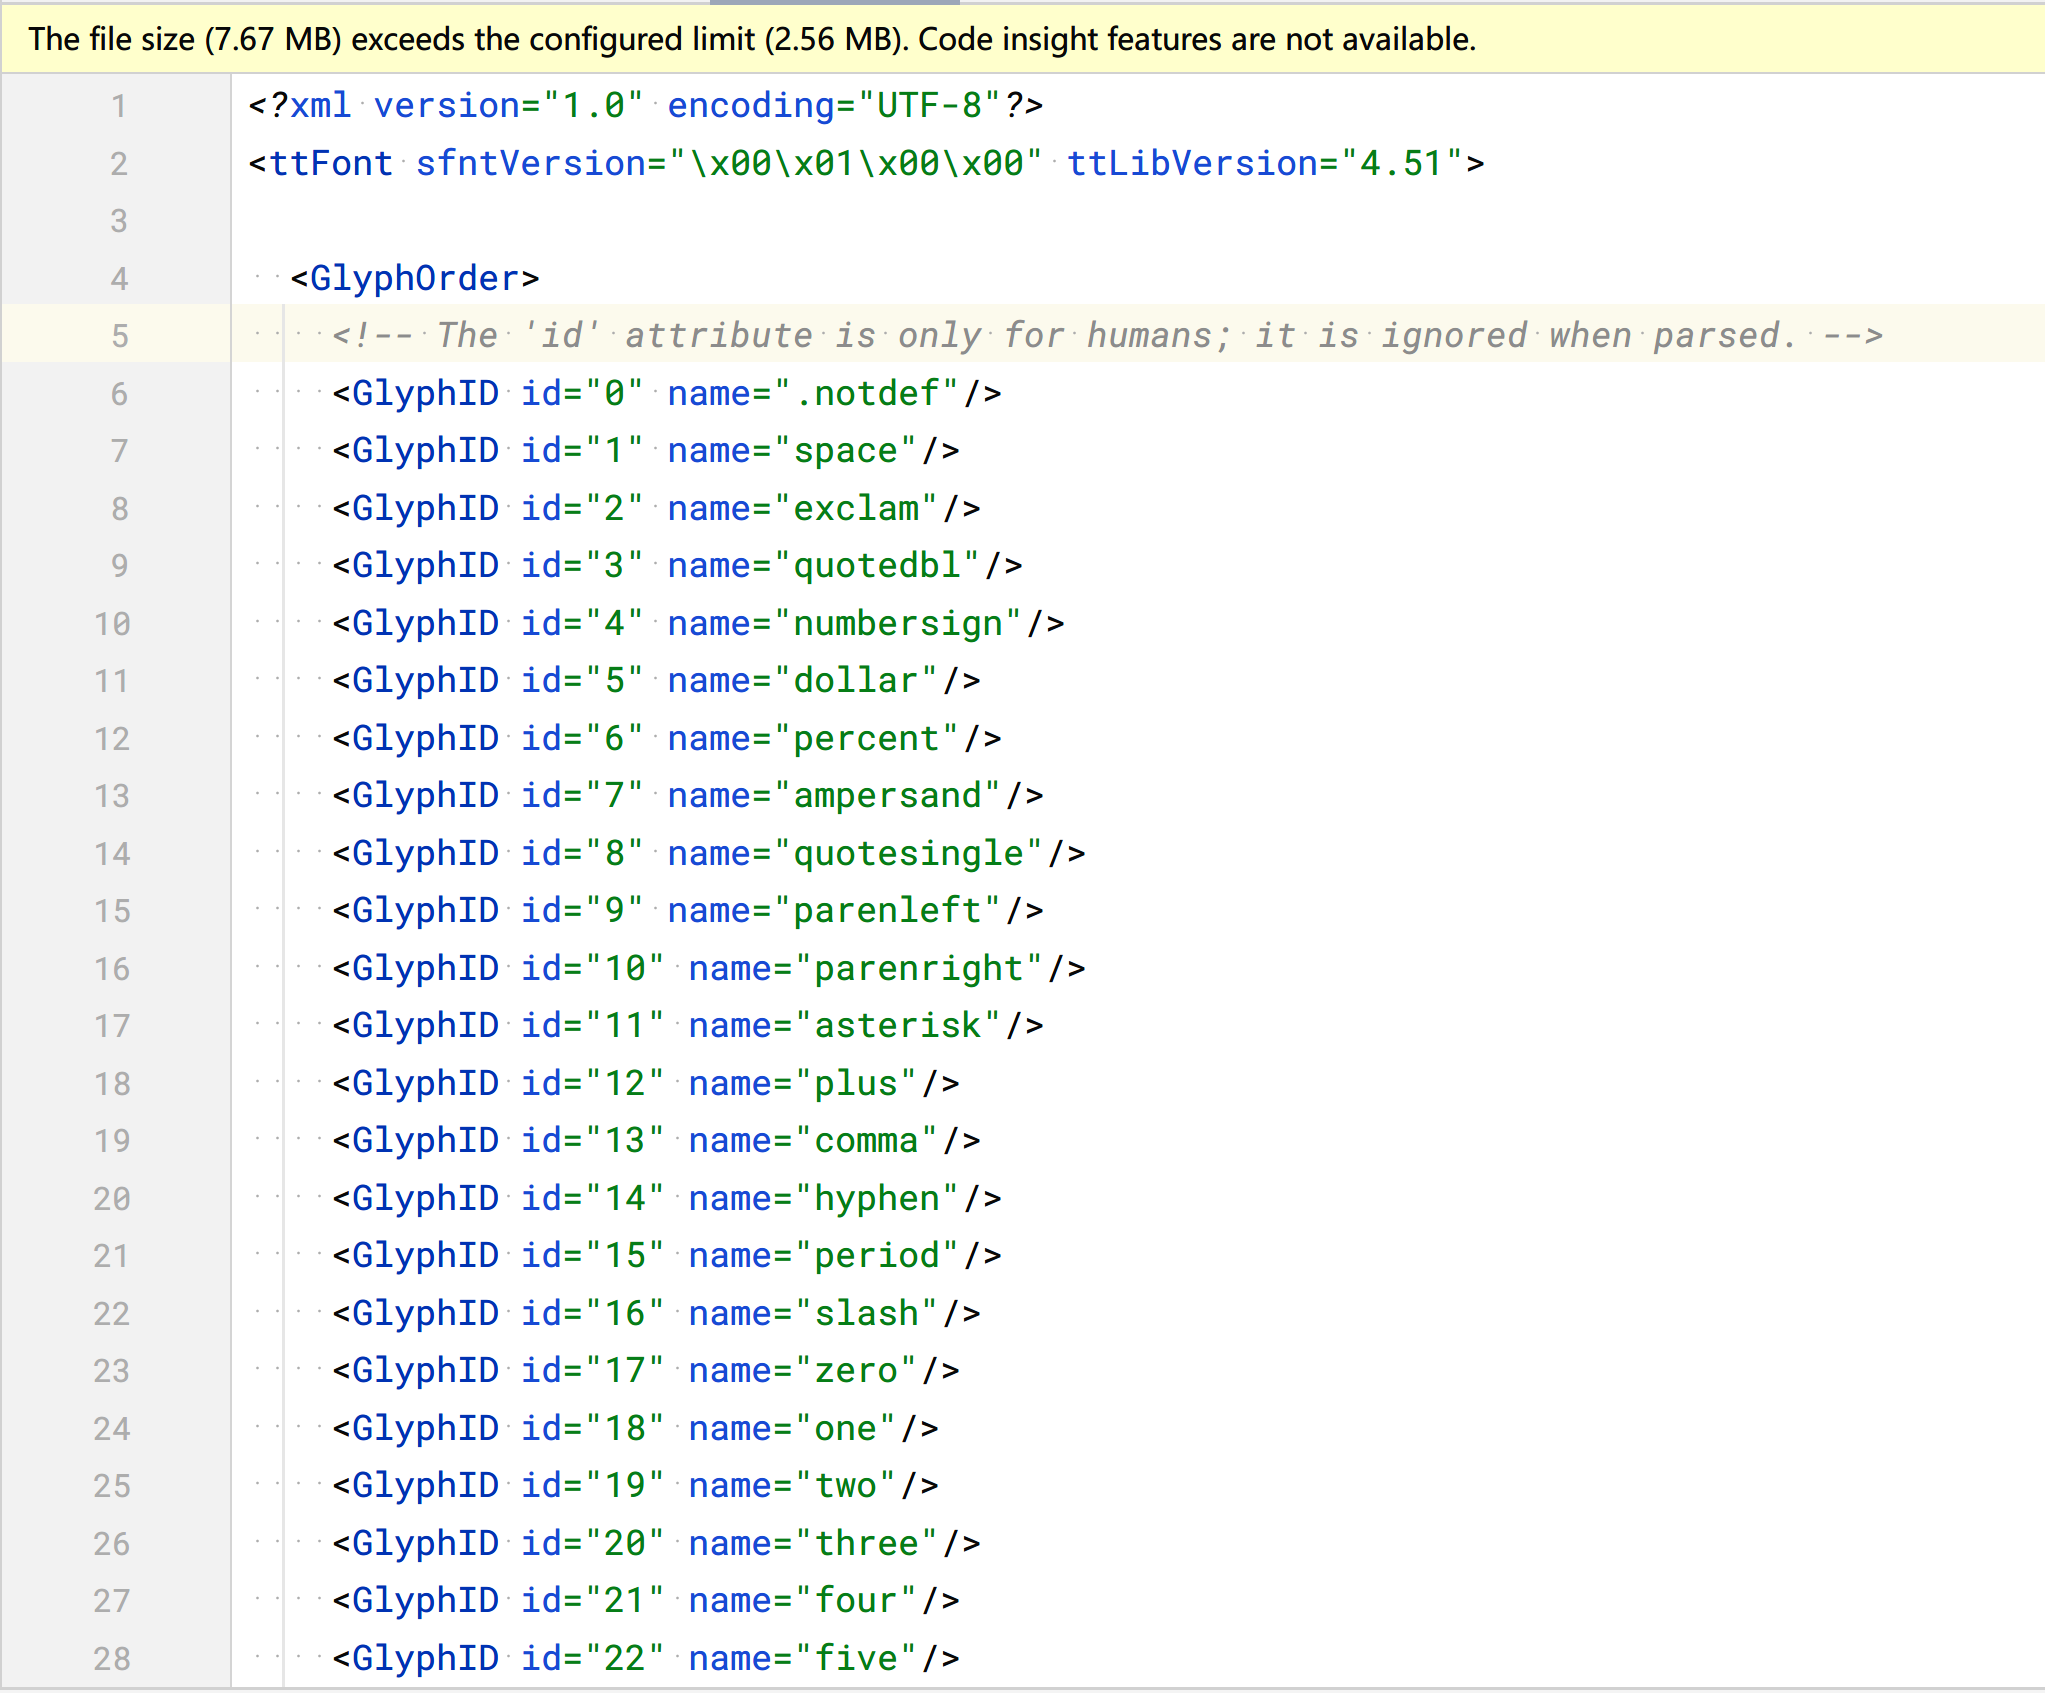 The file size (7.67 MB) exceeds the configured limit (2.56 MB). Code insight features are not available.
1 <?xml version="1.0" encoding="UTF-8"?>
2 <ttFont sfntVersion="\x00\x01\x00\x00" ttLibVersion="4.51">
3
4 <GlyphOrder>
5 <!-- The 'id' attribute is only for humans; it is ignored when parsed. -->
6 <GlyphID id="0" name=".notdef"/>
7 <GlyphID id="1" name="space"/>
8 <GlyphID id="2" name="exclam"/>
9 <GlyphID id="3" name="quotedbl"/>
10 <GlyphID id="4" name="numbersign"/>
11 <GlyphID id="5" name="dollar"/>
12 <GlyphID id="6" name="percent"/>
13 <GlyphID id="7" name="ampersand"/>
14 <GlyphID id="8" name="quotesingle"/>
15 <GlyphID id="9" name="parenleft"/>
16 <GlyphID id="10" name="parenright"/>
17 <GlyphID id="11" name="asterisk"/>
18 <GlyphID id="12" name="plus"/>
19 <GlyphID id="13" name="comma"/>
20 <GlyphID id="14" name="hyphen"/>
21 <GlyphID id="15" name="period"/>
22 <GlyphID id="16" name="slash"/>
23 <GlyphID id="17" name="zero"/>
24 <GlyphID id="18" name="one"/>
25 <GlyphID id="19" name="two"/>
26 <GlyphID id="20" name="three"/>
27 <GlyphID id="21" name="four"/>
28 <GlyphID id="22" name="five"/>